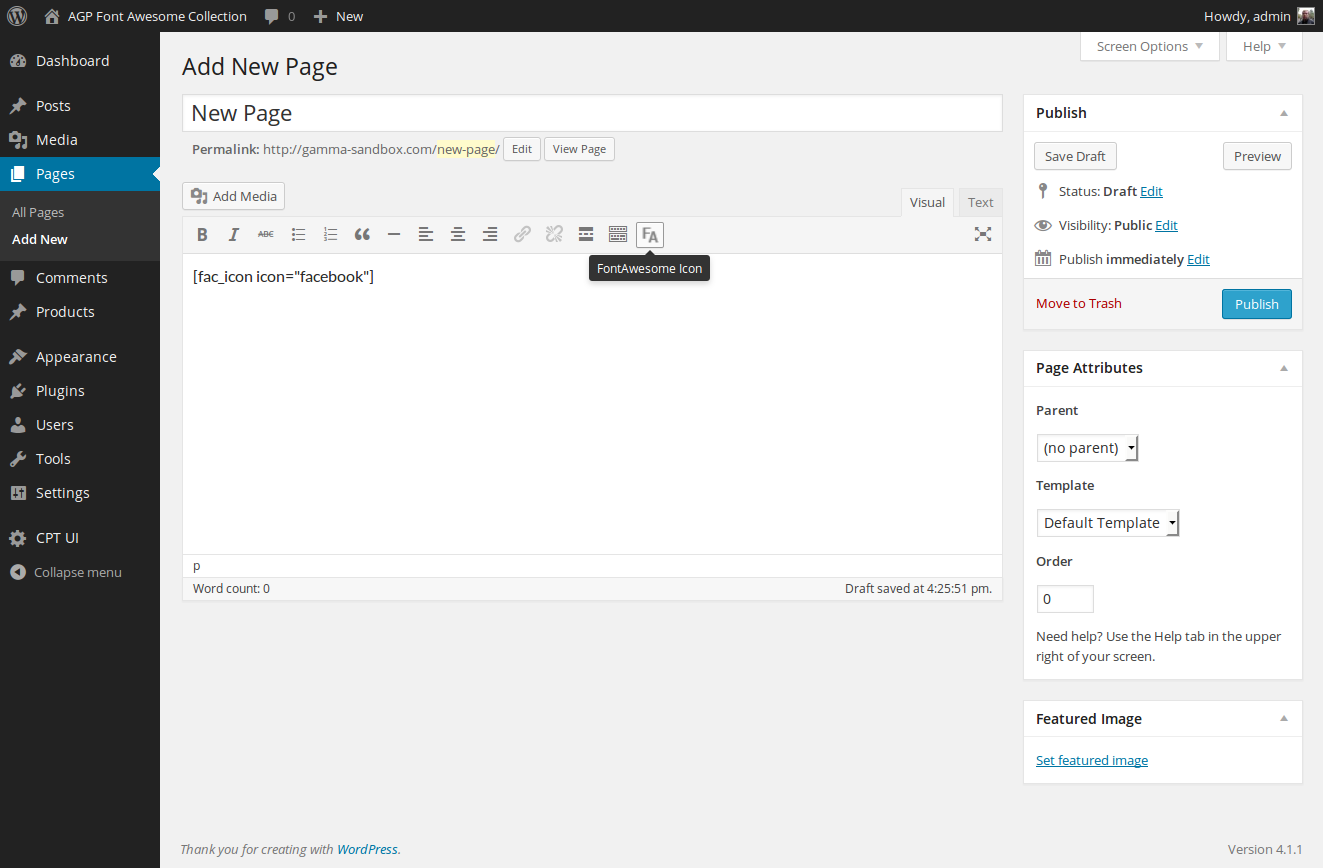 AGP Font Awesome Collection 0 New Howdy, admin
Dashboard
Posts
Media
Pages
All Pages
Add New
Comments
Products
Appearance
Plugins
Users
Tools
Settings
CPT UI
Collapse menu
Screen Options Help
Add New Page
New Page
Permalink: http://gamma-sandbox.com/new-page/ Edit View Page
Add Media
Visual Text
B I ABC FA
FontAwesome Icon
[fac_icon icon="facebook"]
p
Word count: 0 Draft saved at 4:25:51 pm.
Publish
Save Draft Preview
Status: Draft Edit
Visibility: Public Edit
Publish immediately Edit
Move to Trash Publish
Page Attributes
Parent
(no parent)
Template
Default Template
Order
0
Need help? Use the Help tab in the upper
right of your screen.
Featured Image
Set featured image
Thank you for creating with WordPress. Version 4.1.1